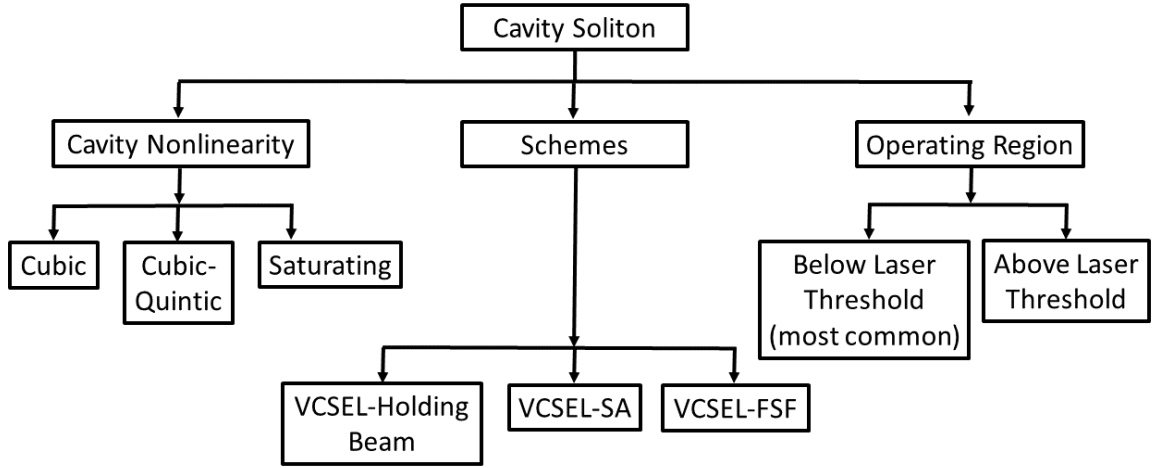 Cavity Soliton
Cavity Nonlinearity
Schemes
Operating Region
Cubic
Cubic-
Quintic
Saturating
Below Laser
Threshold
(most common)
Above Laser
Threshold
VCSEL-Holding
Beam
VCSEL-SA
VCSEL-FSF